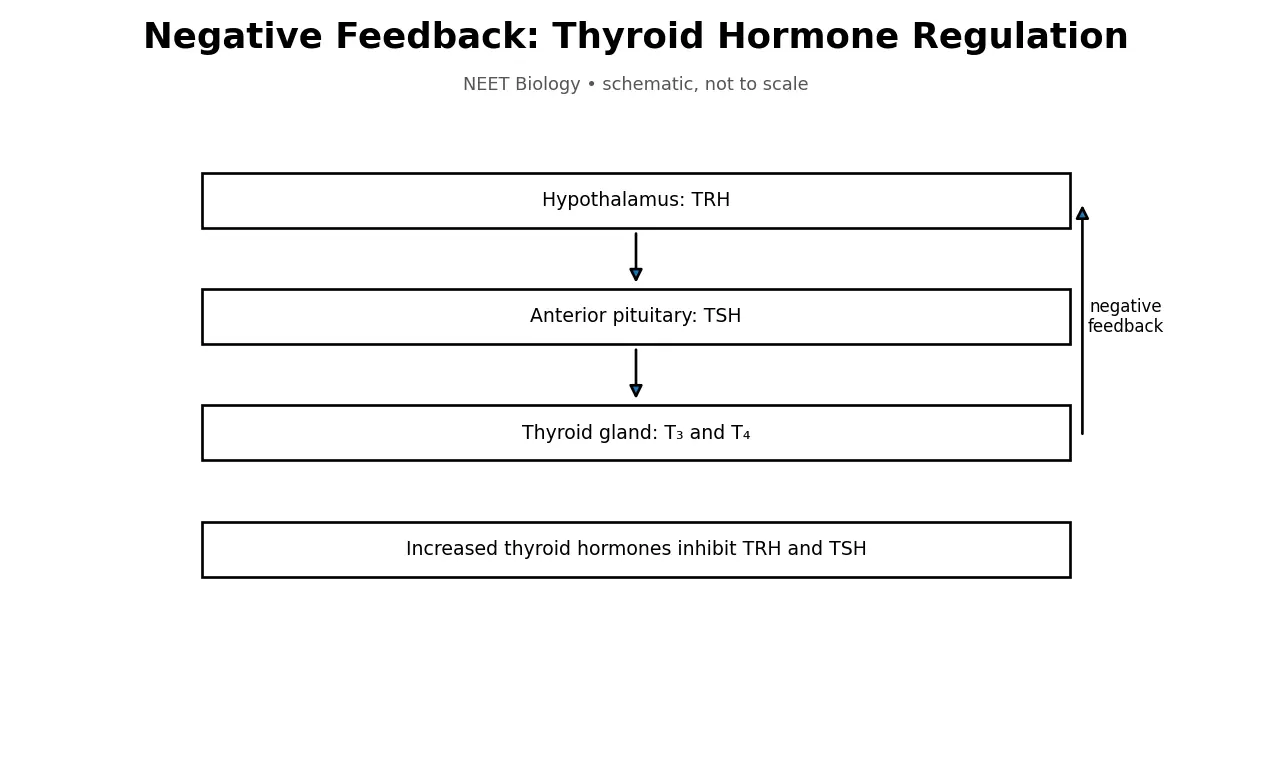 Negative Feedback: Thyroid Hormone Regulation
NEET Biology • schematic, not to scale
Hypothalamus: TRH
Anterior pituitary: TSH
negative
feedback
Thyroid gland: T₃ and T₄
Increased thyroid hormones inhibit TRH and TSH